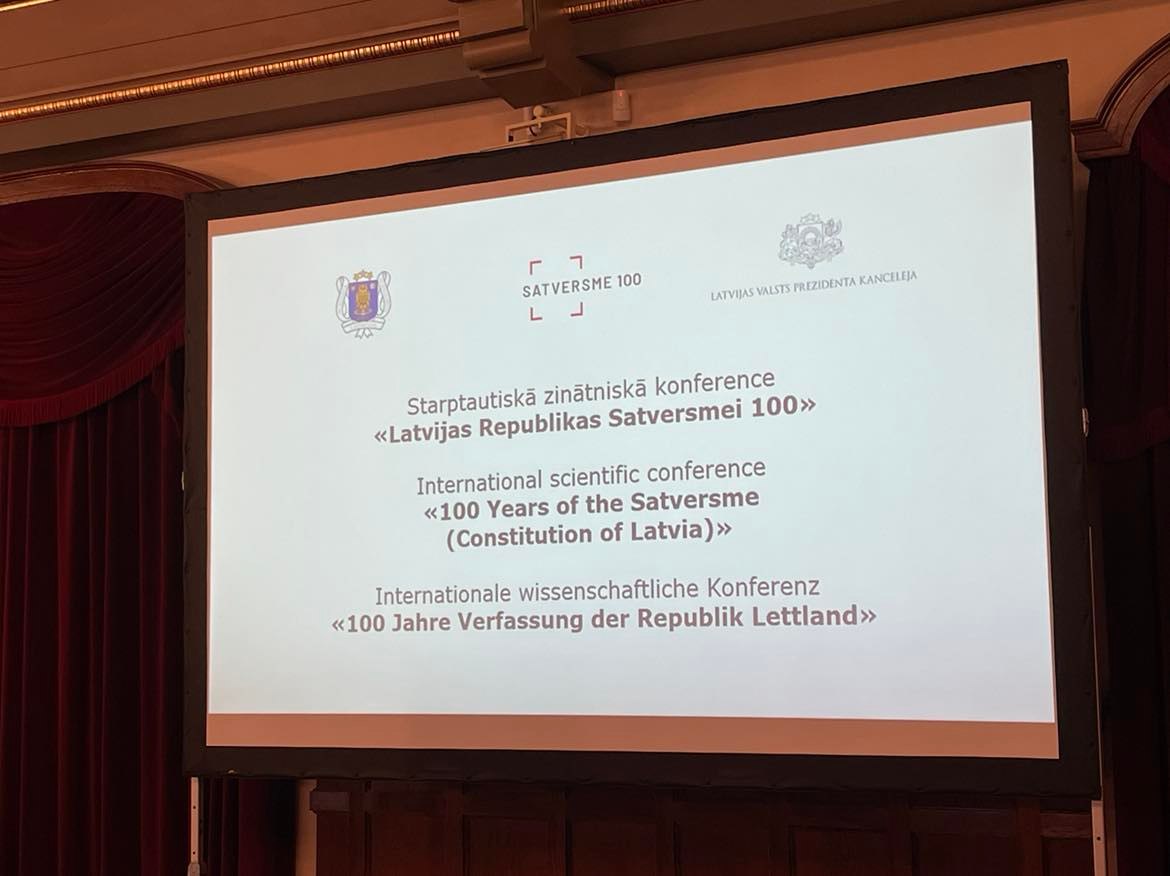 SATVERSME 100
LATVIJAS VALSTS PREZIDENTA KANCELEJA
Starptautiskā zinātniskā konference
«Latvijas Republikas Satversmei 100»
International scientific conference
«100 Years of the Satversme
(Constitution of Latvia)»
Internationale wissenschaftliche Konferenz
«100 Jahre Verfassung der Republik Lettland»